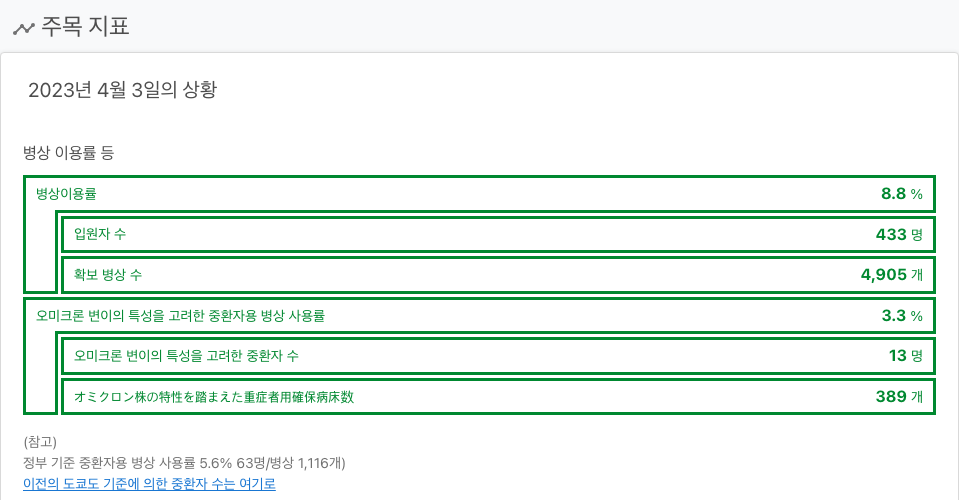 주목 지표
2023년 4월 3일의 상황
병상 이용률 등
병상이용률 8.8 %
입원자 수 433 명
확보 병상 수 4,905 개
오미크론 변이의 특성을 고려한 중환자용 병상 사용률 3.3 %
오미크론 변이의 특성을 고려한 중환자 수 13 명
オミクロン株の特性を踏まえた重症者用確保病床数 389 개
(참고)
정부 기준 중환자용 병상 사용률 5.6% 63명/병상 1,116개)
이전의 도쿄도 기준에 의한 중환자 수는 여기로